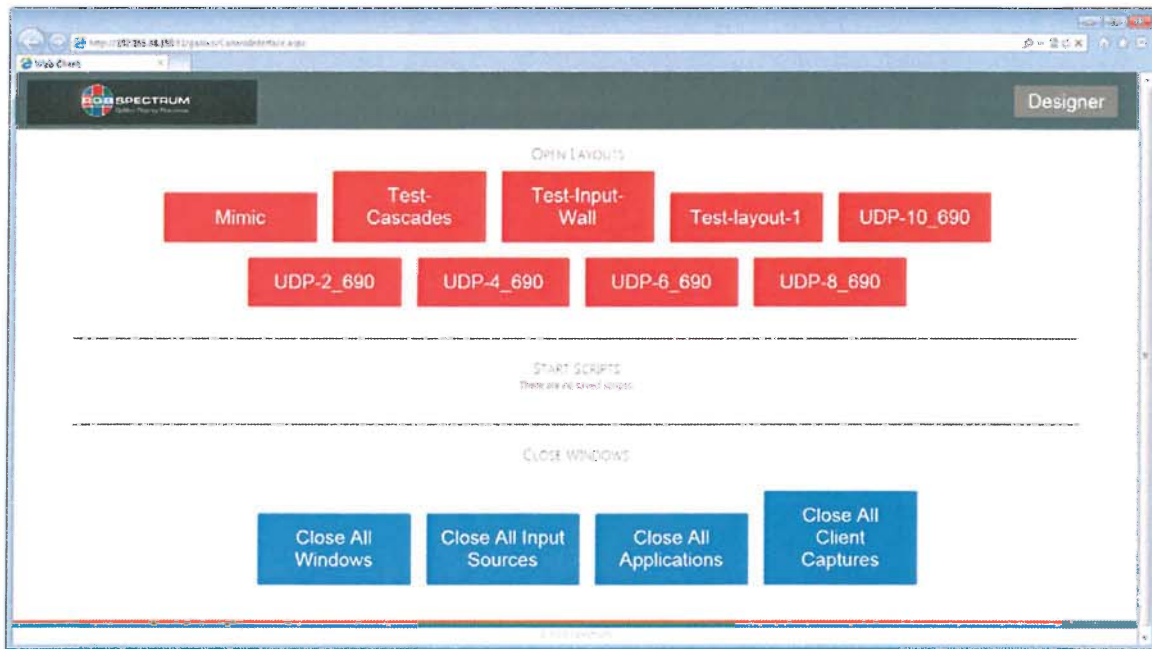 Web Client
RGB SPECTRUM
Designer
OPEN LAYOUTS
Mimic
Test-
Cascades
Test-Input-
Wall
Test-layout-1
UDP-10_690
UDP-2_690
UDP-4_690
UDP-6_690
UDP-8_690
START SCRIPTS
There are no saved scripts
CLOSE WINDOWS
Close All
Windows
Close All Input
Sources
Close All
Applications
Close All
Client
Captures